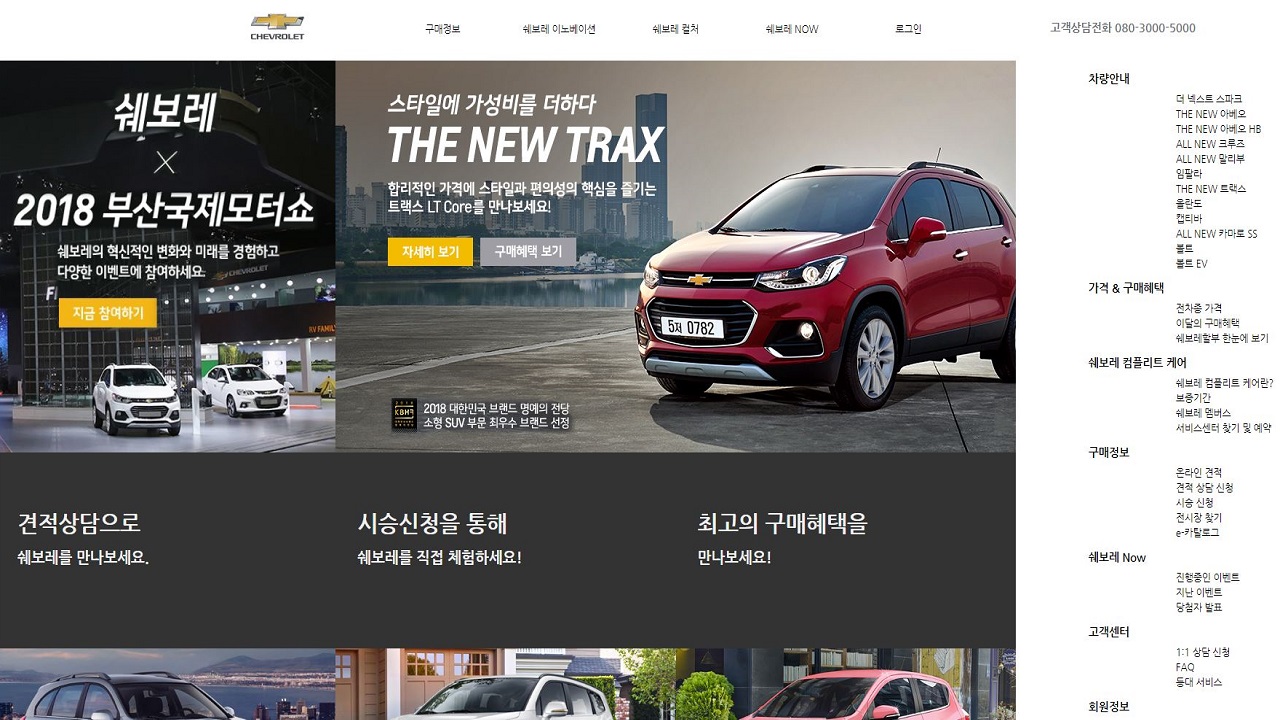 CHEVROLET
구매정보
쉐보레 이노베이션
쉐보레 컬처
쉐보레 NOW
로그인
고객상담전화 080-3000-5000
쉐보레
X
2018 부산국제모터쇼
쉐보레의 혁신적인 변화와 미래를 경험하고
다양한 이벤트에 참여하세요.
지금 참여하기
CHEVROLET
RV FAMILY
스타일에 가성비를 더하다
THE NEW TRAX
합리적인 가격에 스타일과 편의성의 핵심을 즐기는
트랙스 LT Core를 만나보세요!
자세히 보기
구매혜택 보기
5저 0782
2018
KBHF
2018 대한민국 브랜드 명예의 전당
소형 SUV 부문 최우수 브랜드 선정
견적상담으로
쉐보레를 만나보세요.
시승신청을 통해
쉐보레를 직접 체험하세요!
최고의 구매혜택을
만나보세요!
차량안내
더 넥스트 스파크
THE NEW 아베오
THE NEW 아베오 HB
ALL NEW 크루즈
ALL NEW 말리부
임팔라
THE NEW 트랙스
올란도
캡티바
ALL NEW 카마로 SS
볼트
볼트 EV
가격 & 구매혜택
전차종 가격
이달의 구매혜택
쉐보레할부 한눈에 보기
쉐보레 컴플리트 케어
쉐보레 컴플리트 케어란?
보증기간
쉐보레 멤버스
서비스센터 찾기 및 예약
구매정보
온라인 견적
견적 상담 신청
시승 신청
전시장 찾기
e-카탈로그
쉐보레 Now
진행중인 이벤트
지난 이벤트
당첨자 발표
고객센터
1:1 상담 신청
FAQ
등대 서비스
회원정보